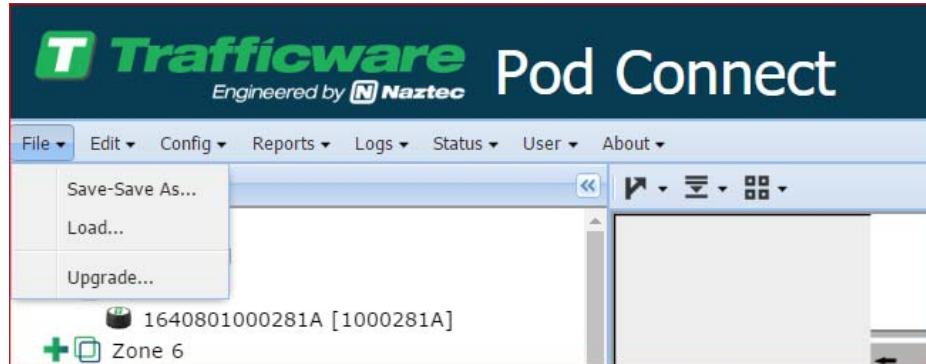 T Trafficware
Engineered by N Naztec
Pod Connect
File Edit Config Reports Logs Status User About
Save-Save As...
Load...
Upgrade...
1640801000281A [1000281A]
Zone 6